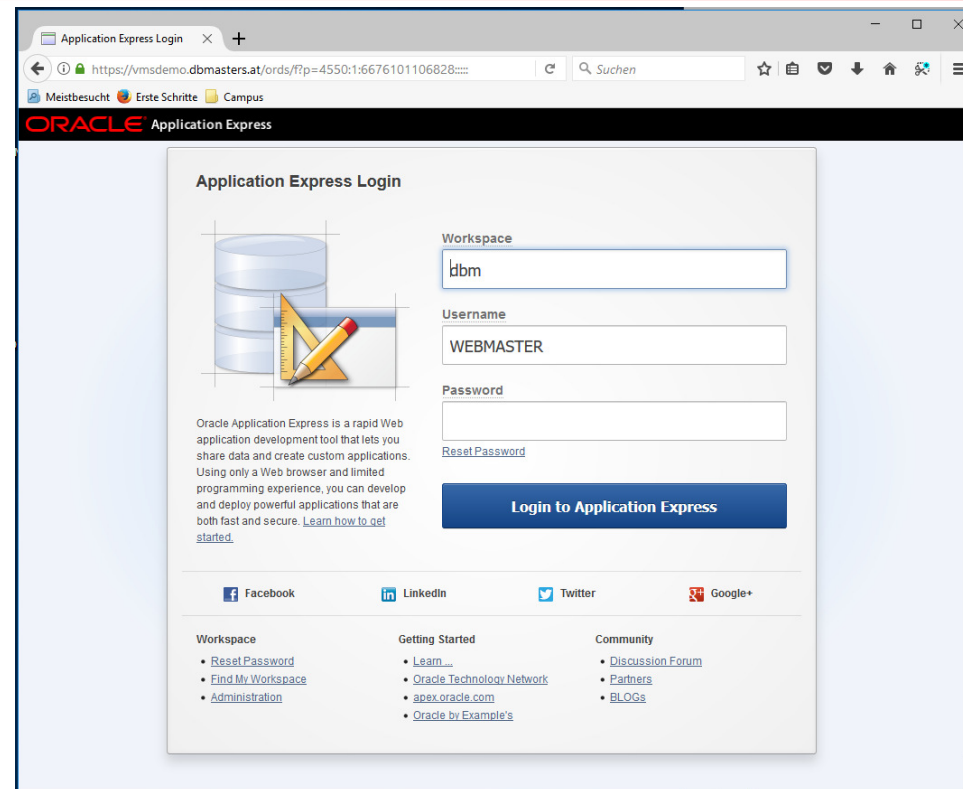 Application Express Login
https://vmsdemo.dbmasters.at/ords/f?p=4550:1:6676101106828:::::
Suchen
Meistbesucht Erste Schritte Campus
ORACLE Application Express
Application Express Login
Workspace
dbm
Username
WEBMASTER
Password
Reset Password
Login to Application Express
Oracle Application Express is a rapid Web
application development tool that lets you
share data and create custom applications.
Using only a Web browser and limited
programming experience, you can develop
and deploy powerful applications that are
both fast and secure. Learn how to get
started.
Facebook LinkedIn Twitter Google+
Workspace
Reset Password
Find My Workspace
Administration
Getting Started
Learn ...
Oracle Technology Network
apex.oracle.com
Oracle by Example's
Community
Discussion Forum
Partners
BLOGs